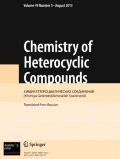 Volume 49 Number 5 • August 2013
Chemistry of
Heterocyclic
Compounds
ХИМИЯ ГЕТЕРОЦИКЛИЧЕСКИХ СОЕДИНЕНИЙ
Translated from Russian
Springer